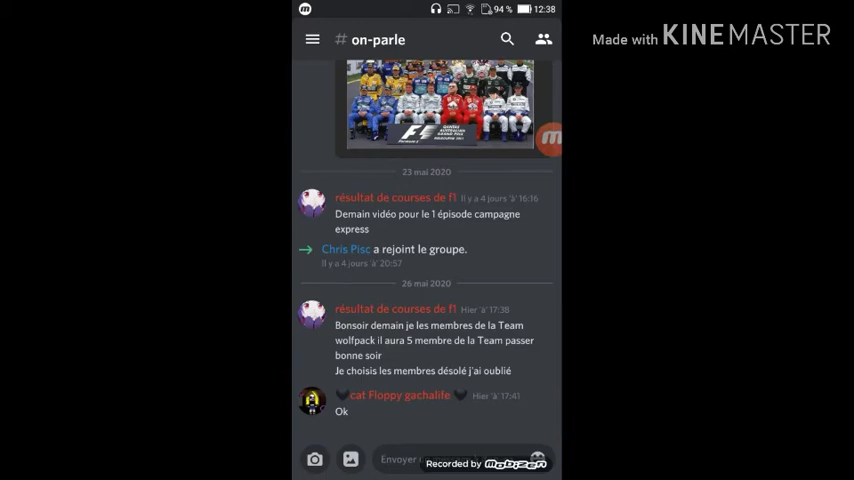 94 % 12:38
# on-parle
Made with KINEMASTER
F1
23 mai 2020
résultat de courses de f1 Il y a 4 jours 'à' 16:16
Demain vidéo pour le 1 épisode campagne
express
Chris Pisc a rejoint le groupe.
Il y a 4 jours 'à' 20:57
26 mai 2020
résultat de courses de f1 Hier 'à' 17:38
Bonsoir demain je les membres de la Team
wolfpack il aura 5 membre de la Team passer
bonne soir
Je choisis les membres désolé j'ai oublié
cat Floppy gachalife Hier 'à' 17:41
Ok
Envoyer
Recorded by mobizen